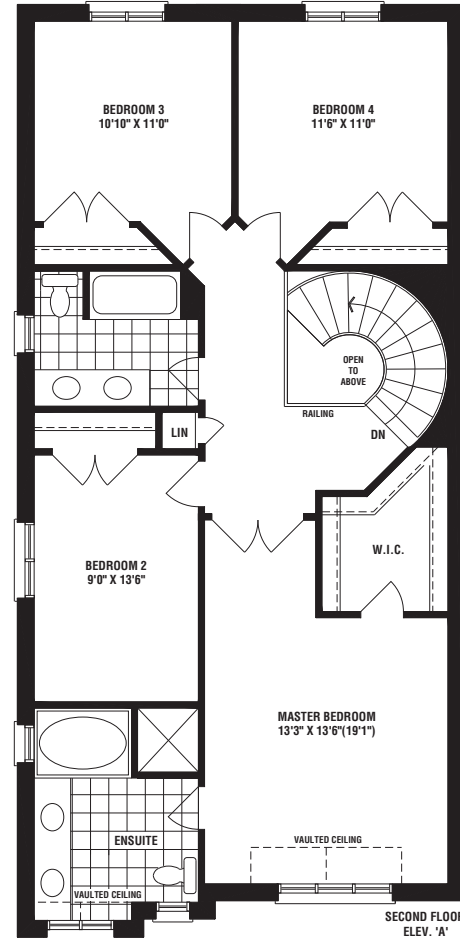 BEDROOM 3
10'10" X 11'0"
BEDROOM 4
11'6" X 11'0"
OPEN
TO
ABOVE
RAILING
DN
LIN
W.I.C.
BEDROOM 2
9'0" X 13'6"
MASTER BEDROOM
13'3" X 13'6"(19'1")
ENSUITE
VAULTED CEILING
VAULTED CEILING
SECOND FLOOR
ELEV. 'A'